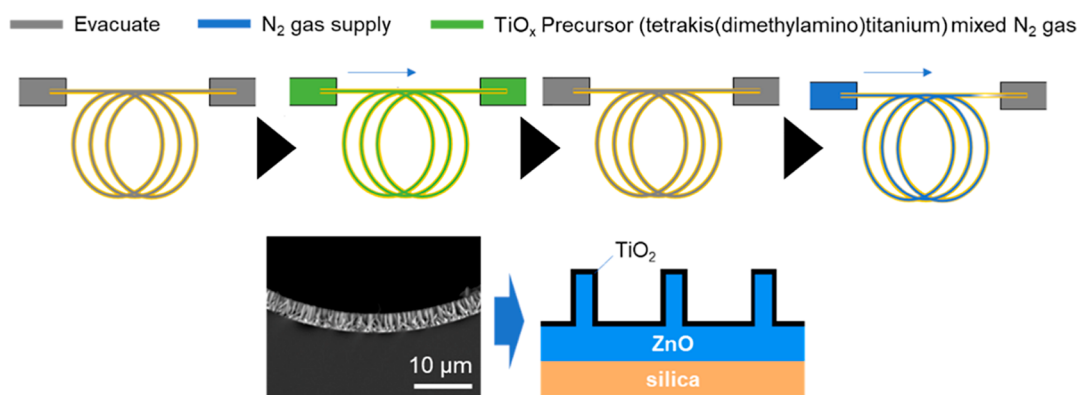 Evacuate
N2 gas supply
TiOx Precursor (tetrakis(dimethylamino)titanium) mixed N2 gas
TiO2
10 μm
ZnO
silica